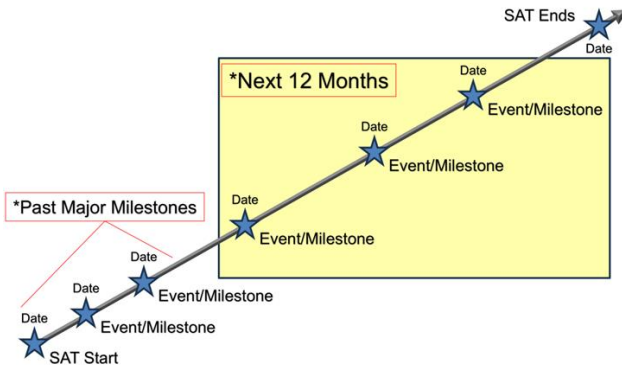 SAT Ends
Date
*Next 12 Months
Date
Event/Milestone
Date
Event/Milestone
Date
Event/Milestone
*Past Major Milestones
Date
Event/Milestone
Date
Event/Milestone
Date
SAT Start